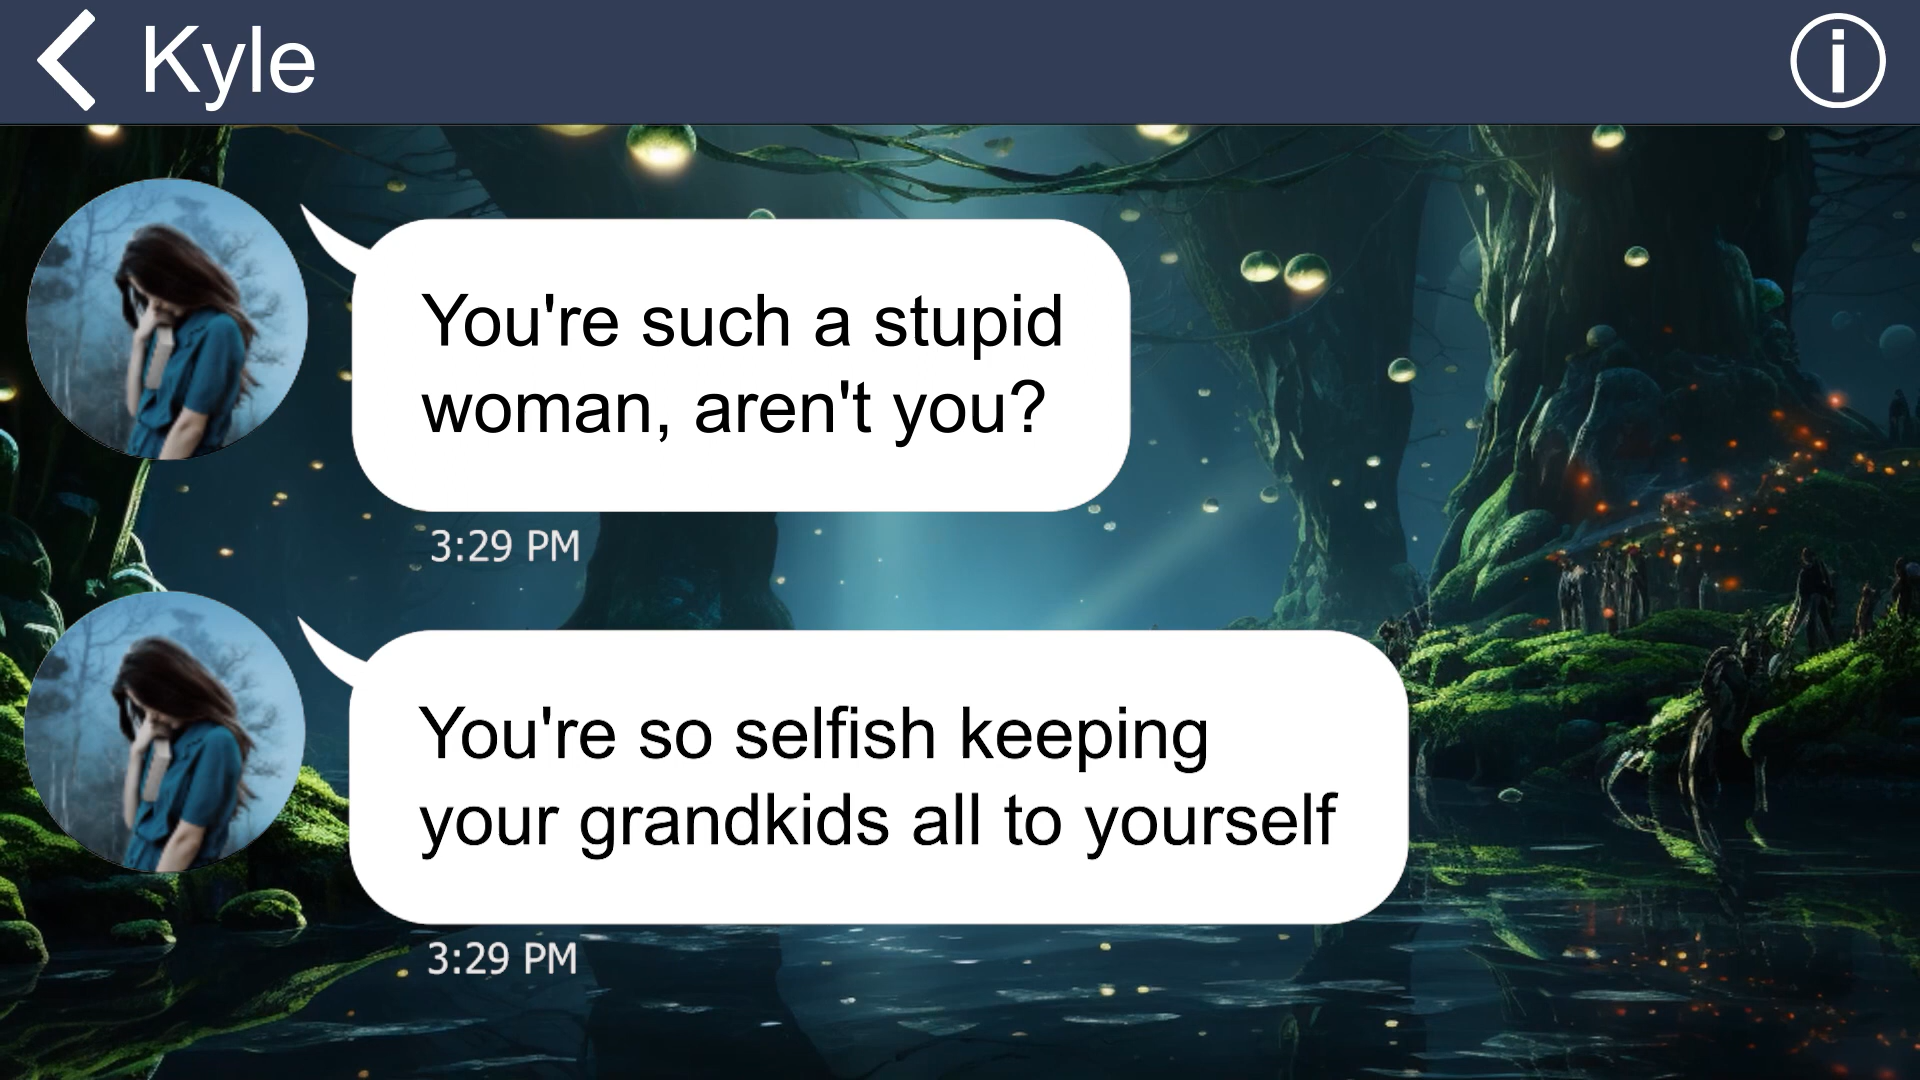 Kyle
You're such a stupid
woman, aren't you?
3:29 PM
You're so selfish keeping
your grandkids all to yourself
3:29 PM